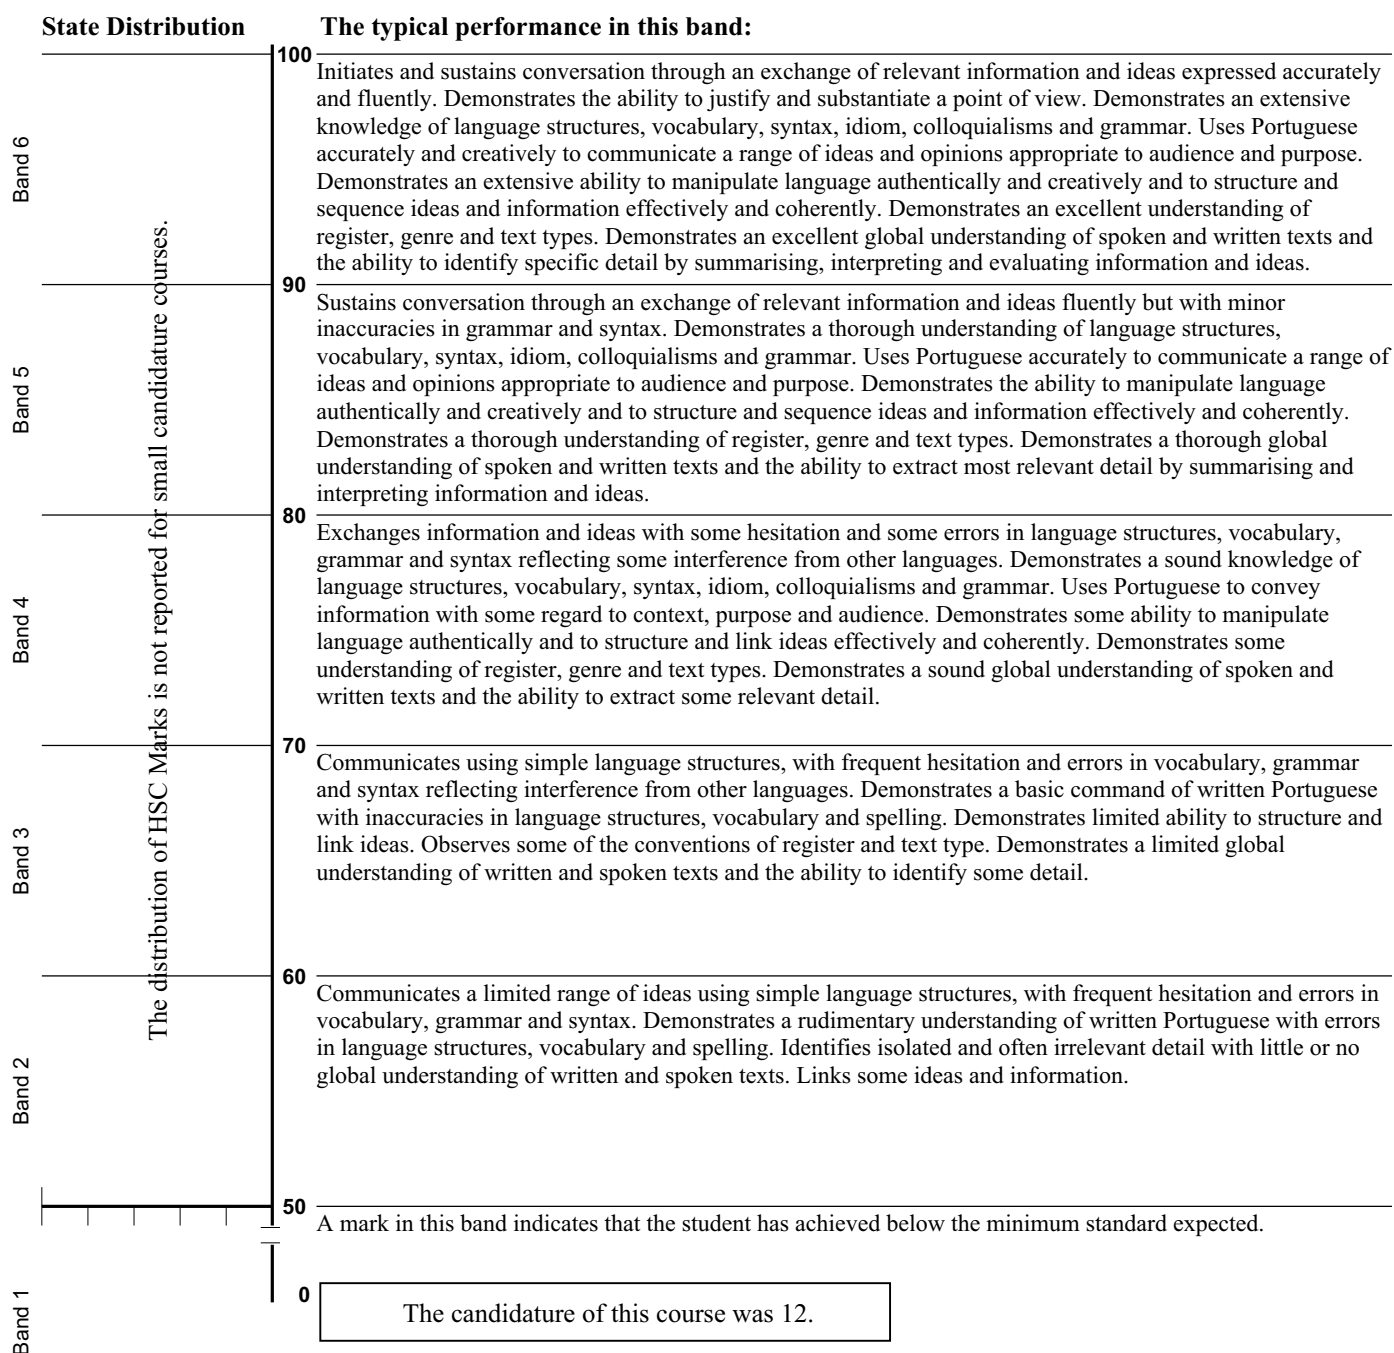 State Distribution
The typical performance in this band:
100
Band 6
Initiates and sustains conversation through an exchange of relevant information and ideas expressed accurately
and fluently. Demonstrates the ability to justify and substantiate a point of view. Demonstrates an extensive
knowledge of language structures, vocabulary, syntax, idiom, colloquialisms and grammar. Uses Portuguese
accurately and creatively to communicate a range of ideas and opinions appropriate to audience and purpose.
Demonstrates an extensive ability to manipulate language authentically and creatively and to structure and
sequence ideas and information effectively and coherently. Demonstrates an excellent understanding of
register, genre and text types. Demonstrates an excellent global understanding of spoken and written texts and
the ability to identify specific detail by summarising, interpreting and evaluating information and ideas.
90
Band 5
Sustains conversation through an exchange of relevant information and ideas fluently but with minor
inaccuracies in grammar and syntax. Demonstrates a thorough understanding of language structures,
vocabulary, syntax, idiom, colloquialisms and grammar. Uses Portuguese accurately to communicate a range of
ideas and opinions appropriate to audience and purpose. Demonstrates the ability to manipulate language
authentically and creatively and to structure and sequence ideas and information effectively and coherently.
Demonstrates a thorough understanding of register, genre and text types. Demonstrates a thorough global
understanding of spoken and written texts and the ability to extract most relevant detail by summarising and
interpreting information and ideas.
80
Band 4
Exchanges information and ideas with some hesitation and some errors in language structures, vocabulary,
grammar and syntax reflecting some interference from other languages. Demonstrates a sound knowledge of
language structures, vocabulary, syntax, idiom, colloquialisms and grammar. Uses Portuguese to convey
information with some regard to context, purpose and audience. Demonstrates some ability to manipulate
language authentically and to structure and link ideas effectively and coherently. Demonstrates some
understanding of register, genre and text types. Demonstrates a sound global understanding of spoken and
written texts and the ability to extract some relevant detail.
The distribution of HSC Marks is not reported for small candidature courses.
70
Band 3
Communicates using simple language structures, with frequent hesitation and errors in vocabulary, grammar
and syntax reflecting interference from other languages. Demonstrates a basic command of written Portuguese
with inaccuracies in language structures, vocabulary and spelling. Demonstrates limited ability to structure and
link ideas. Observes some of the conventions of register and text type. Demonstrates a limited global
understanding of written and spoken texts and the ability to identify some detail.
60
Band 2
Communicates a limited range of ideas using simple language structures, with frequent hesitation and errors in
vocabulary, grammar and syntax. Demonstrates a rudimentary understanding of written Portuguese with errors
in language structures, vocabulary and spelling. Identifies isolated and often irrelevant detail with little or no
global understanding of written and spoken texts. Links some ideas and information.
50
A mark in this band indicates that the student has achieved below the minimum standard expected.
Band 1
0
The candidature of this course was 12.